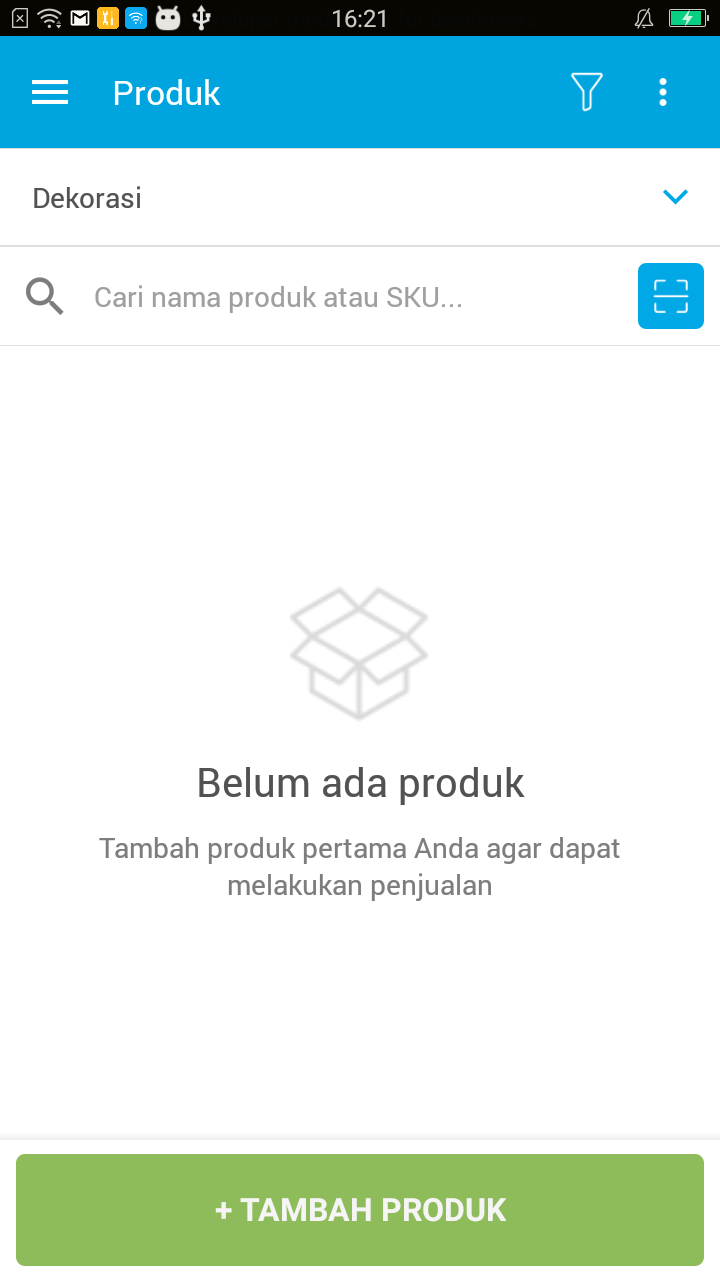 16:21
Produk
Dekorasi
Cari nama produk atau SKU...
Belum ada produk
Tambah produk pertama Anda agar dapat
melakukan penjualan
+ TAMBAH PRODUK